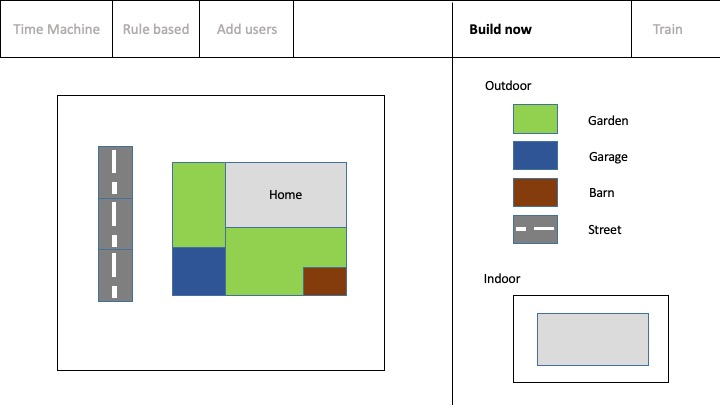 Time Machine
Rule based
Add users
Build now
Train
Outdoor
Garden
Garage
Home
Barn
Street
Indoor